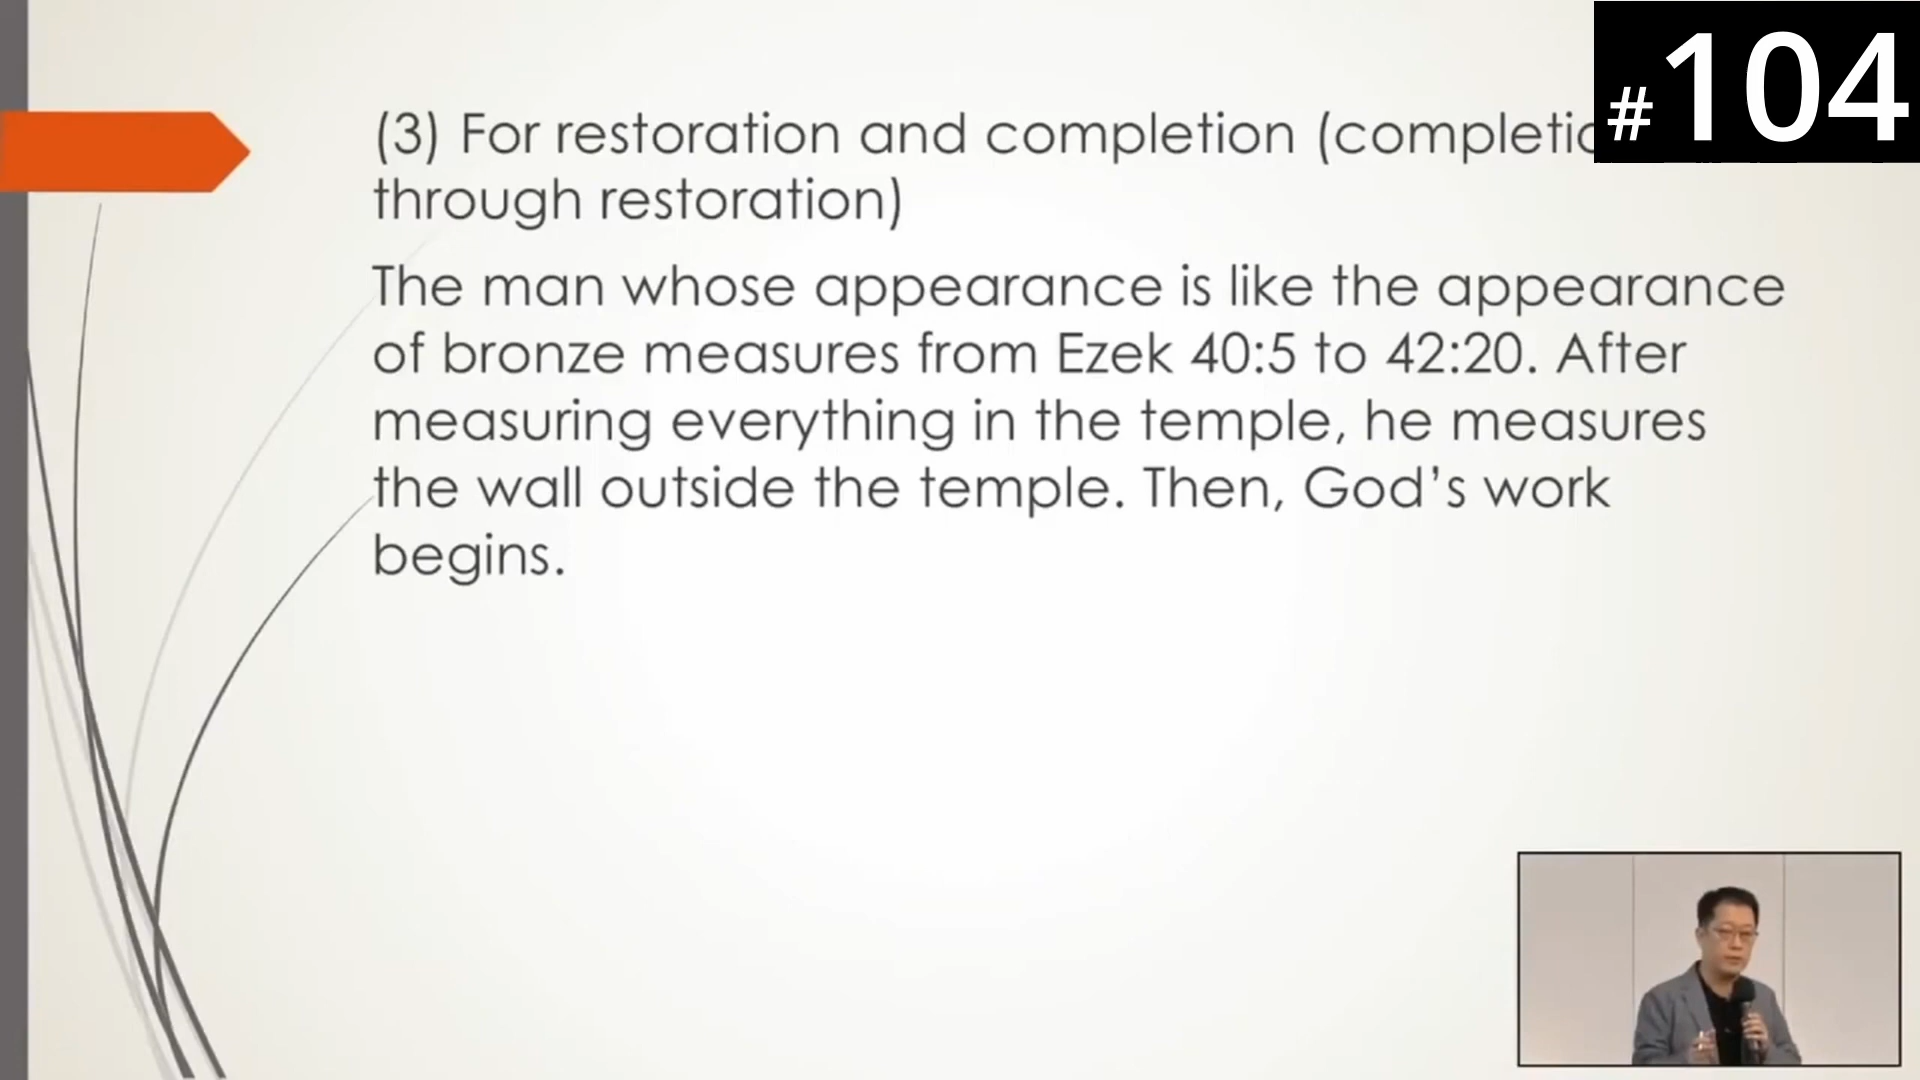 #104
(3) For restoration and completion (completio
through restoration)
The man whose appearance is like the appearance
of bronze measures from Ezek 40:5 to 42:20. After
measuring everything in the temple, he measures
the wall outside the temple. Then, God’s work
begins.